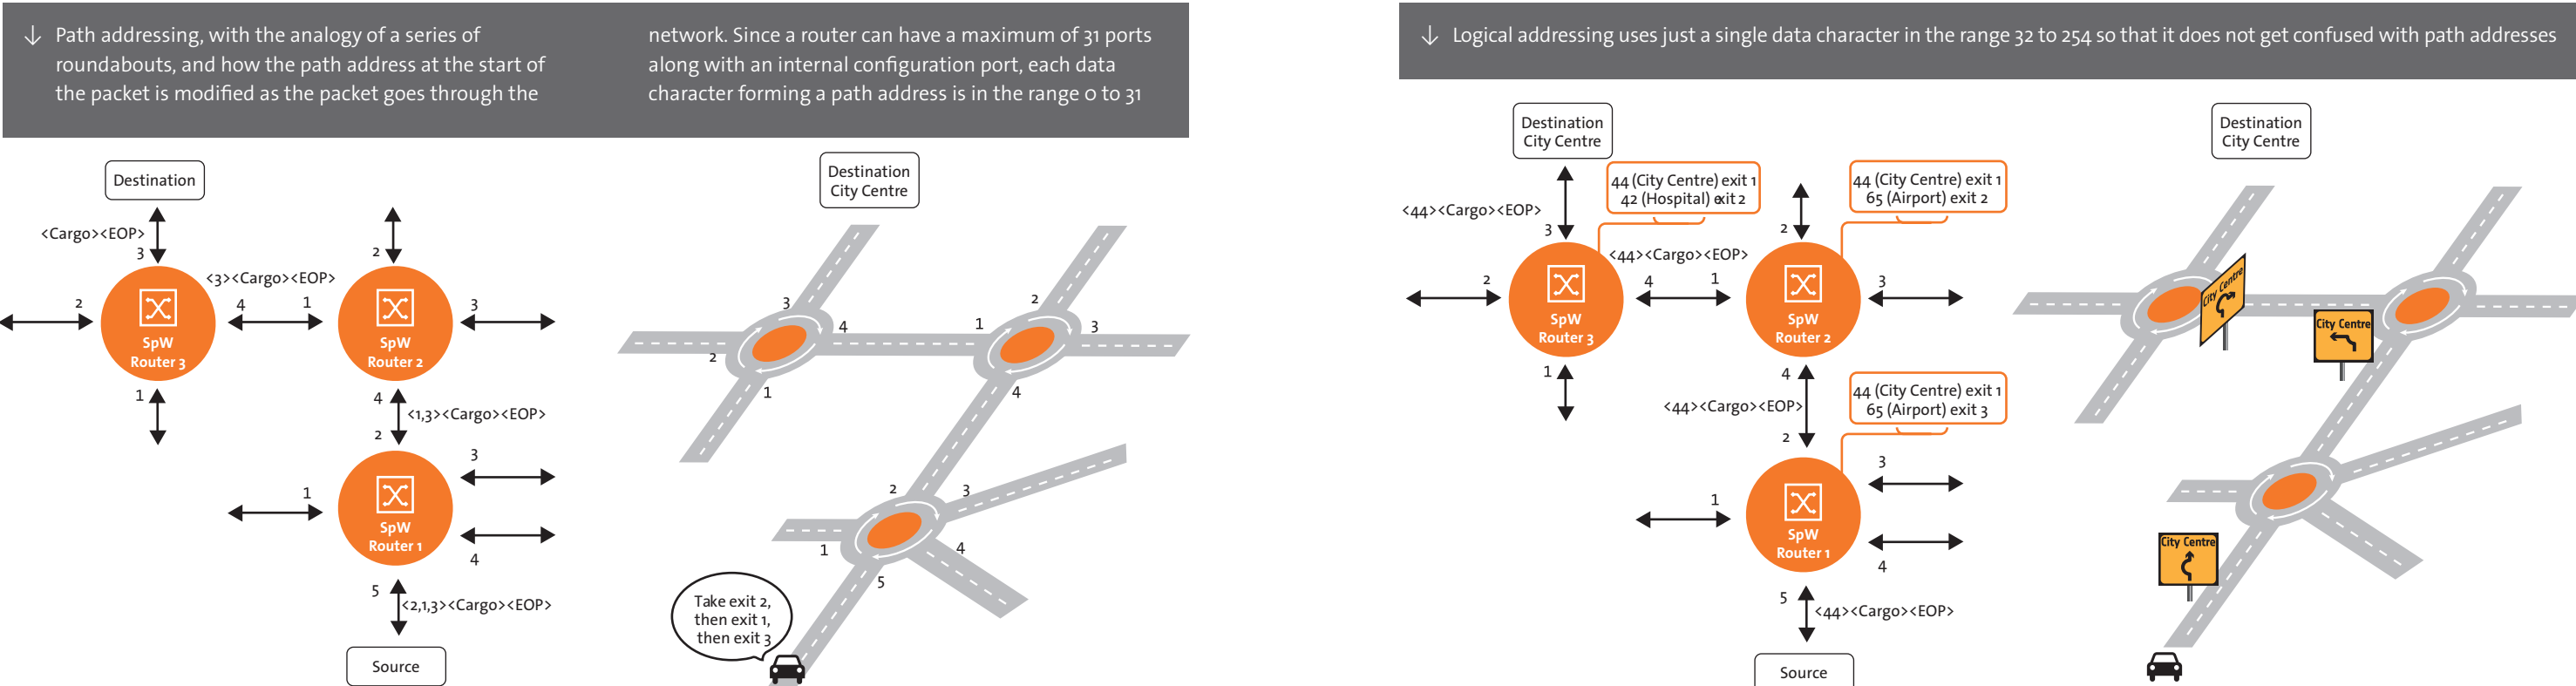 ↓ Path addressing, with the analogy of a series of
roundabouts, and how the path address at the start of
the packet is modified as the packet goes through the
network. Since a router can have a maximum of 31 ports
along with an internal configuration port, each data
character forming a path address is in the range 0 to 31
Destination
<Cargo><EOP>
3
2
<3><Cargo><EOP>
2
4
1
3
SpW
Router 3
SpW
Router 2
1
4
<1,3><Cargo><EOP>
2
3
1
SpW
Router 1
4
5
<2,1,3><Cargo><EOP>
Source
Destination
City Centre
3
4
2
1
2
1
3
4
2
3
1
4
5
Take exit 2,
then exit 1,
then exit 3
↓ Logical addressing uses just a single data character in the range 32 to 254 so that it does not get confused with path addresses
Destination
City Centre
44 (City Centre) exit 1
42 (Hospital) exit 2
44 (City Centre) exit 1
65 (Airport) exit 2
<44><Cargo><EOP>
3
2
<44><Cargo><EOP>
2
4
1
3
SpW
Router 3
SpW
Router 2
1
4
44 (City Centre) exit 1
65 (Airport) exit 3
<44><Cargo><EOP>
2
3
1
SpW
Router 1
4
5
<44><Cargo><EOP>
Source
Destination
City Centre
City Centre
City Centre
City Centre